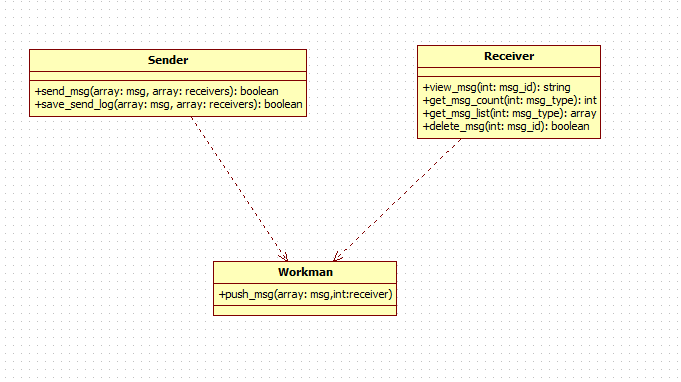 Sender
+send_msg(array: msg, array: receivers): boolean
+save_send_log(array: msg, array: receivers): boolean
Receiver
+view_msg(int: msg_id): string
+get_msg_count(int: msg_type): int
+get_msg_list(int: msg_type): array
+delete_msg(int: msg_id): boolean
Workman
+push_msg(array: msg,int:receiver)